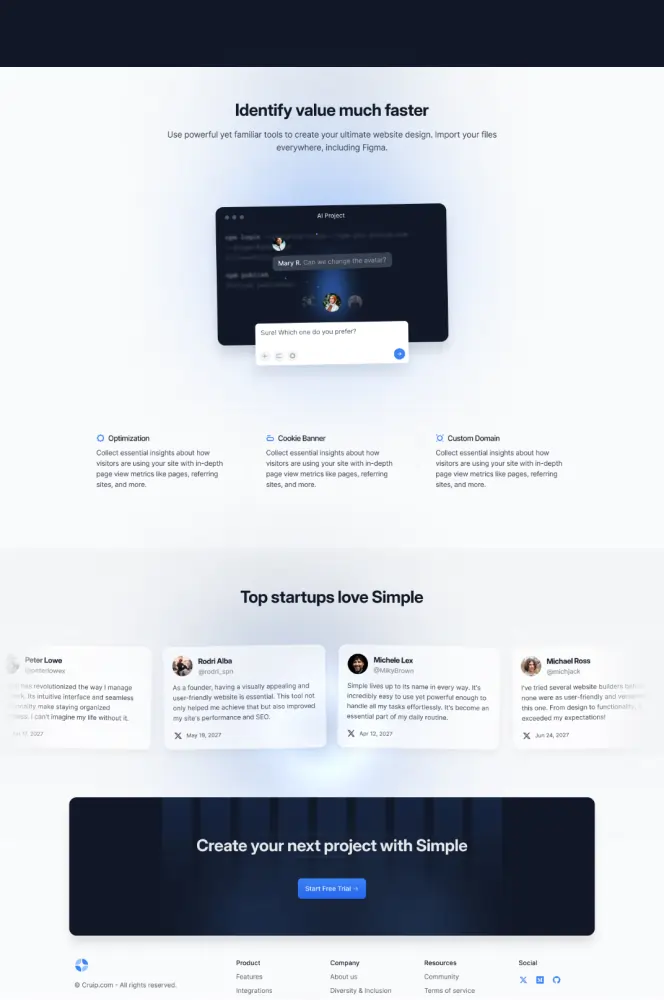 Identify value much faster
Use powerful yet familiar tools to create your ultimate website design. Import your files
everywhere, including Figma.
AI Project
npm login
Mary R. Can we change the avatar?
npm publish
Sure! Which one do you prefer?
Optimization
Collect essential insights about how
visitors are using your site with in-depth
page view metrics like pages, referring
sites, and more.
Cookie Banner
Collect essential insights about how
visitors are using your site with in-depth
page view metrics like pages, referring
sites, and more.
Custom Domain
Collect essential insights about how
visitors are using your site with in-depth
page view metrics like pages, referring
sites, and more.
Top startups love Simple
Peter Lowe
has revolutionized the way I manage
Its intuitive interface and seamless
make staying organized
I can't imagine my life without it.
2027
Rodri Alba
@rodri_spn
As a founder, having a visually appealing and
user-friendly website is essential. This tool not
only helped me achieve that but also improved
my site's performance and SEO.
May 19, 2027
Michele Lex
@MikyBrown
Simple lives up to its name in every way. It's
incredibly easy to use yet powerful enough to
handle all my tasks effortlessly. It's become an
essential part of my daily routine.
Apr 12, 2027
Michael Ross
@michjack
I've tried several website builders before
none were as user-friendly and
this one. From design to functionality,
exceeded my expectations!
Jun 24, 2027
Create your next project with Simple
Start Free Trial ->
Product
Company
Resources
Social
Features
About us
Community
© Cruip.com - All rights reserved.
Integrations
Diversity & Inclusion
Terms of service